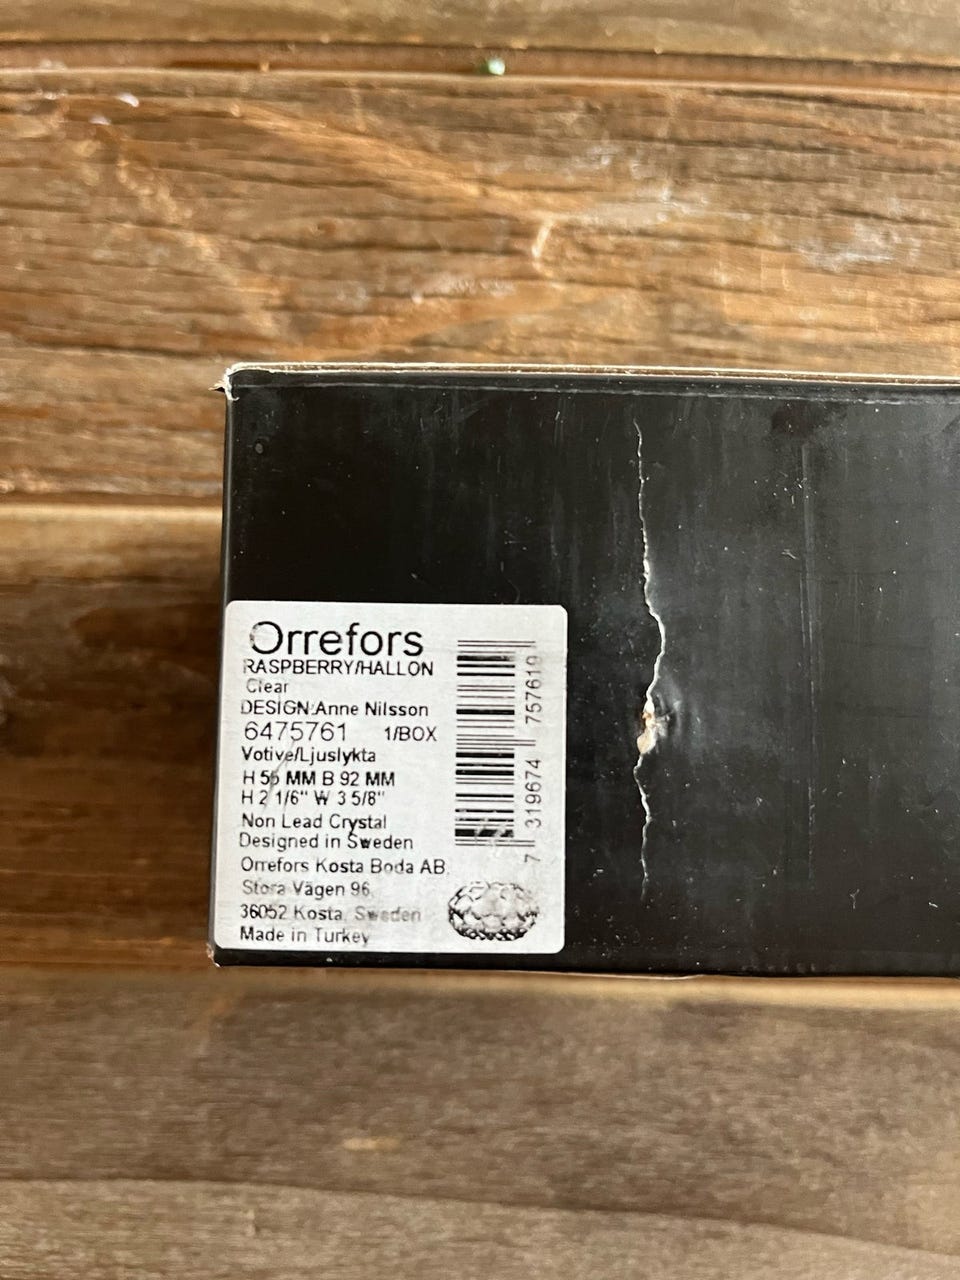 Orrefors
RASPBERRY/HALLON
Clear
DESIGN:Anne Nilsson
6475761 1/BOX
Votive/Ljuslykta
H 55 MM B 92 MM
H 2 1/6" W 3 5/8"
Non Lead Crystal
Designed in Sweden
Orrefors Kosta Boda AB
Stora Vägen 96,
36052 Kosta, Sweden
Made in Turkey
7 319674 757619